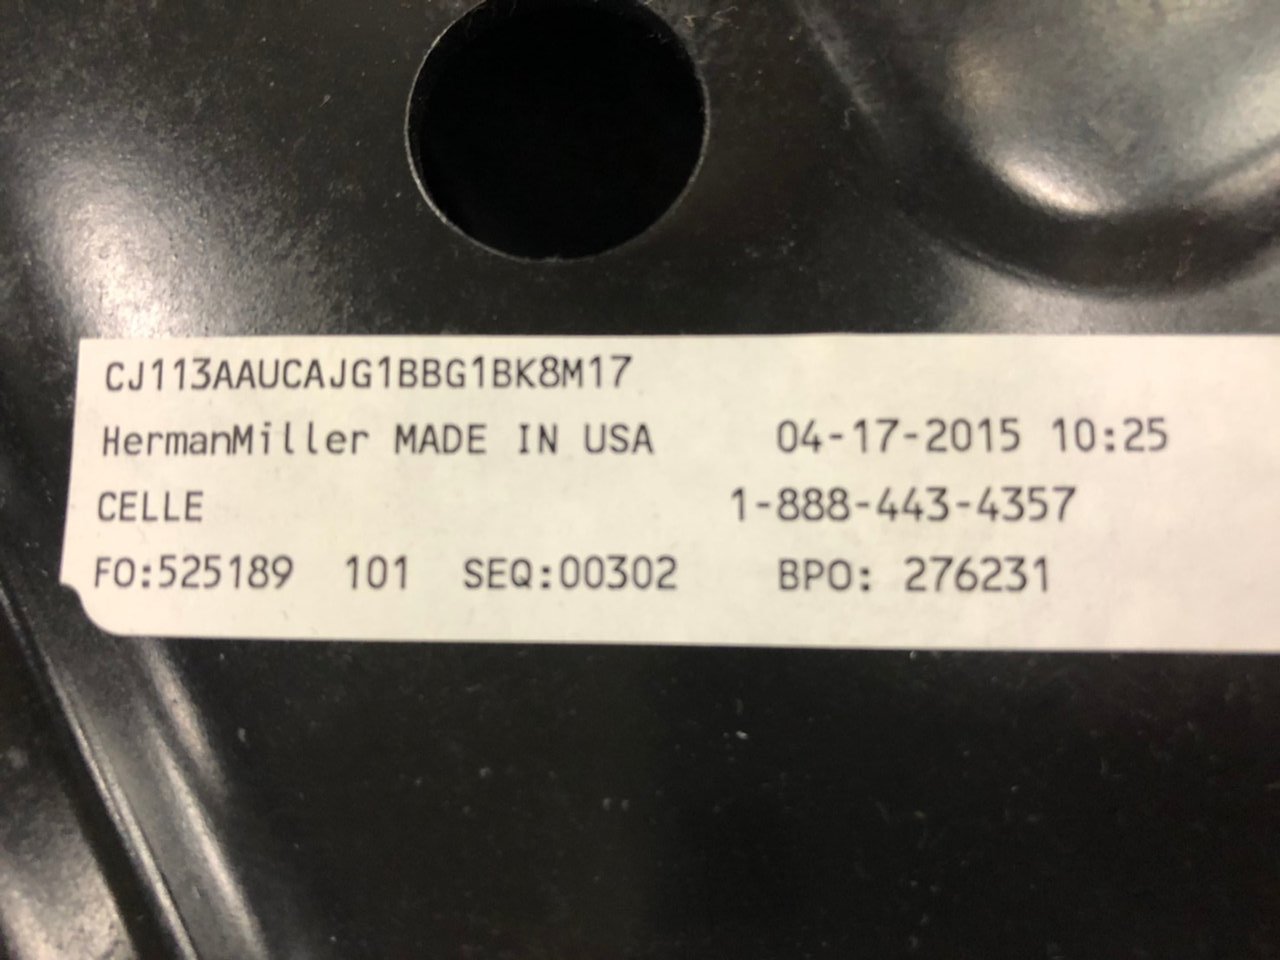 CJ113AAUCAJG1BBG1BK8M17
HermanMiller MADE IN USA 04-17-2015 10:25
CELLE 1-888-443-4357
FO:525189 101 SEQ:00302 BPO: 276231